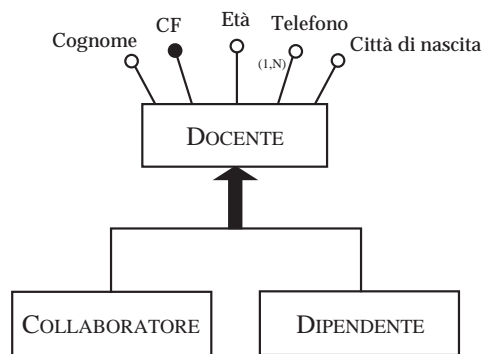 Cognome
CF
Età
Telefono
Città di nascita
(1,N)
DOCENTE
COLLABORATORE
DIPENDENTE